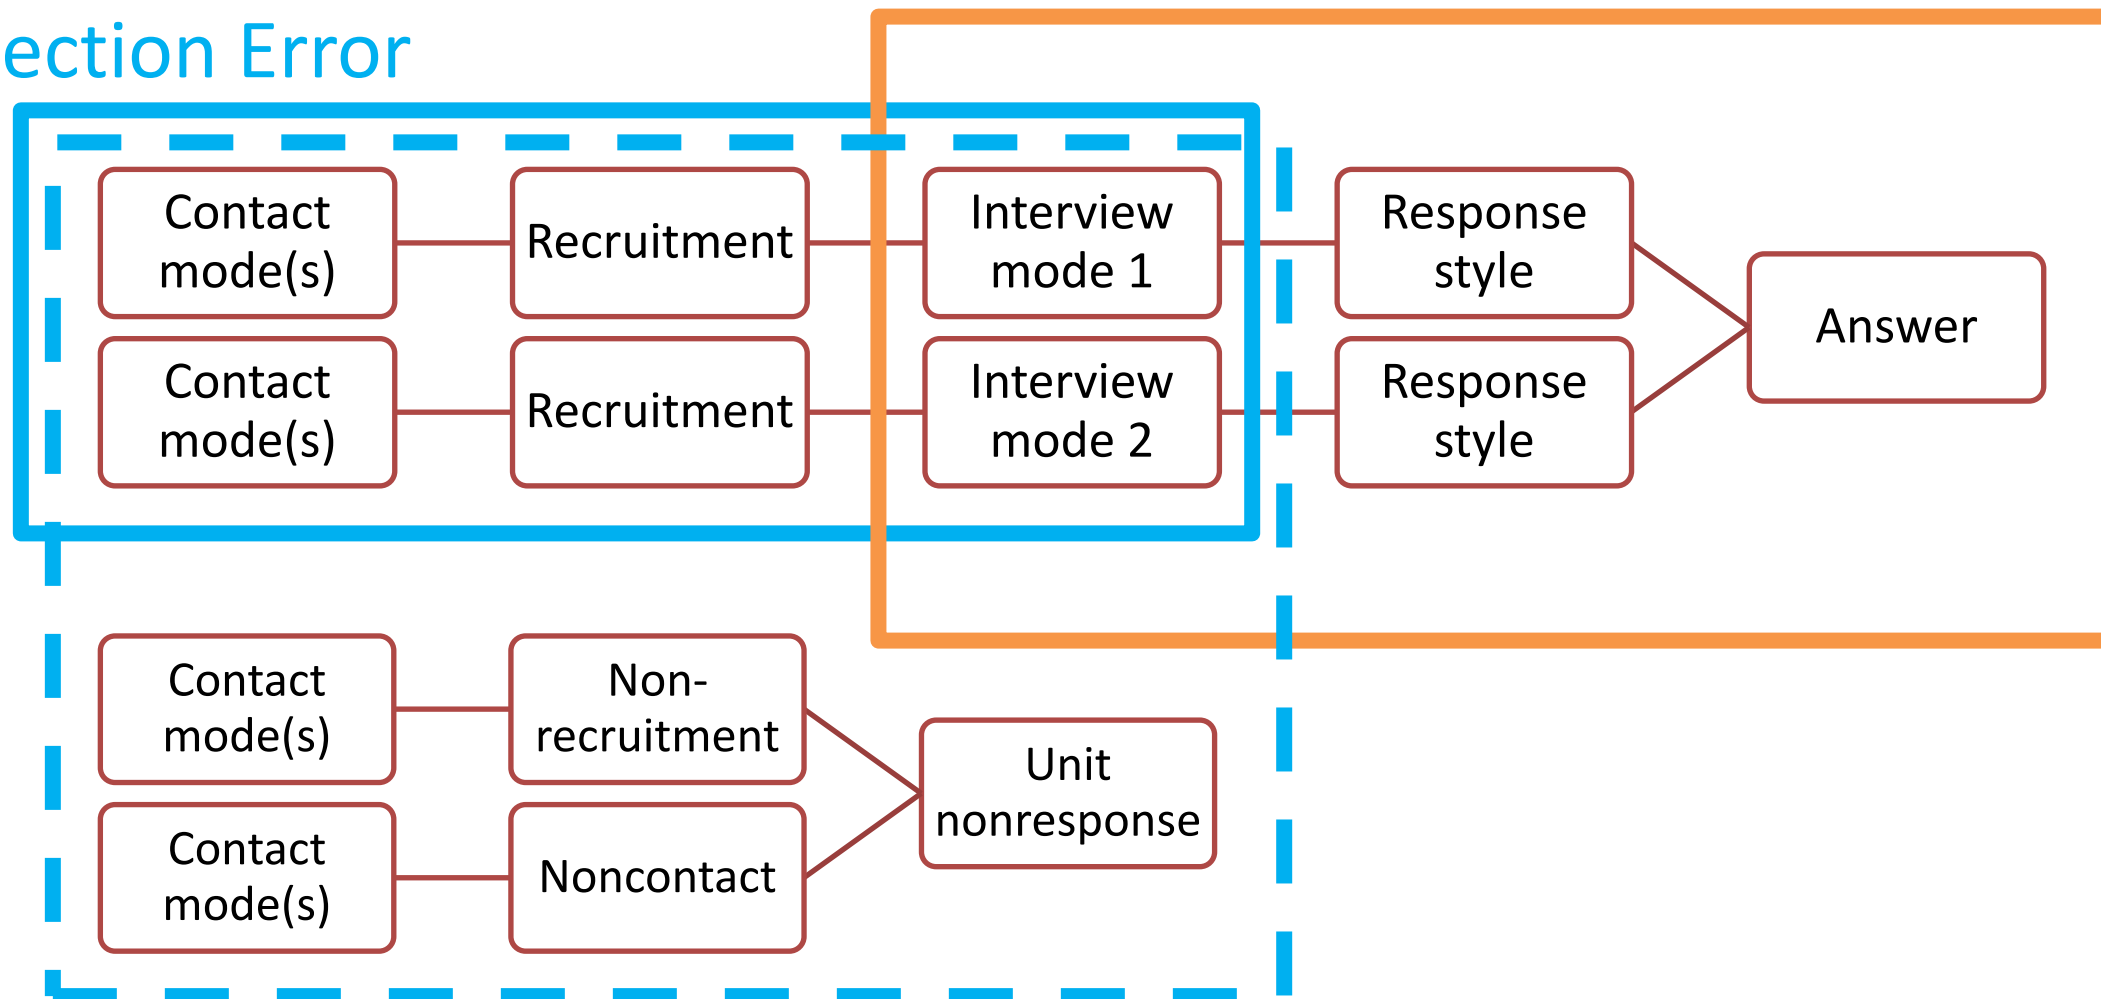 ection Error
Contact
mode(s)
Recruitment
Interview
mode 1
Response
style
Contact
mode(s)
Recruitment
Interview
mode 2
Response
style
Answer
Contact
mode(s)
Non-
recruitment
Contact
mode(s)
Noncontact
Unit
nonresponse